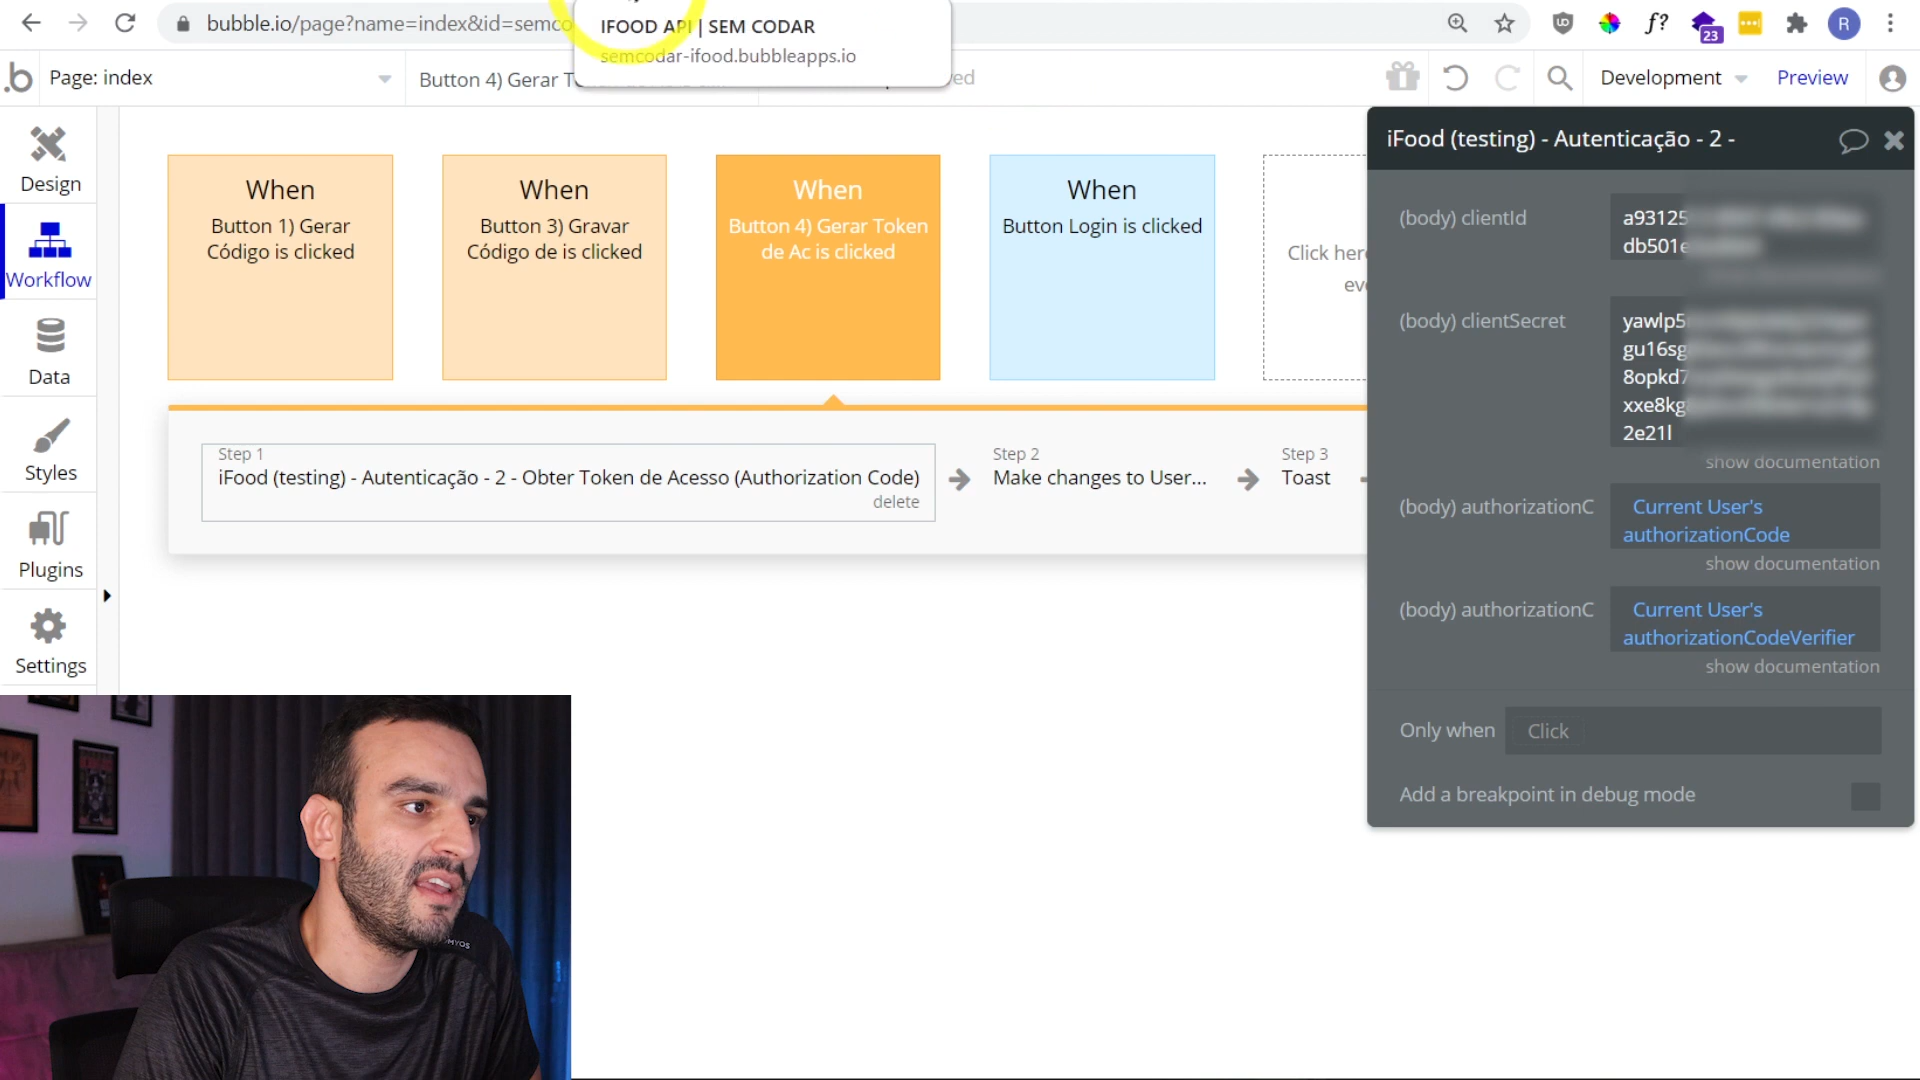 bubble.io/page?name=index&id=semco
IFOOD API | SEM CODAR
semcodar-ifood.bubbleapps.io
f?
23
R
b
Page: index
Button 4) Gerar T
ed
Development
Preview
Design
Workflow
Data
Styles
Plugins
Settings
When
Button 1) Gerar
Código is clicked
When
Button 3) Gravar
Código de is clicked
When
Button 4) Gerar Token
de Ac is clicked
When
Button Login is clicked
Click here
eve
Step 1
iFood (testing) - Autenticação - 2 - Obter Token de Acesso (Authorization Code)
delete
Step 2
Make changes to User...
Step 3
Toast
iFood (testing) - Autenticação - 2 -
(body) clientId
a93125
db501e
(body) clientSecret
yawlp5
gu16sg
8opkd7
xxe8kg
2e21l
show documentation
(body) authorizationC
Current User's
authorizationCode
show documentation
(body) authorizationC
Current User's
authorizationCodeVerifier
show documentation
Only when
Click
Add a breakpoint in debug mode